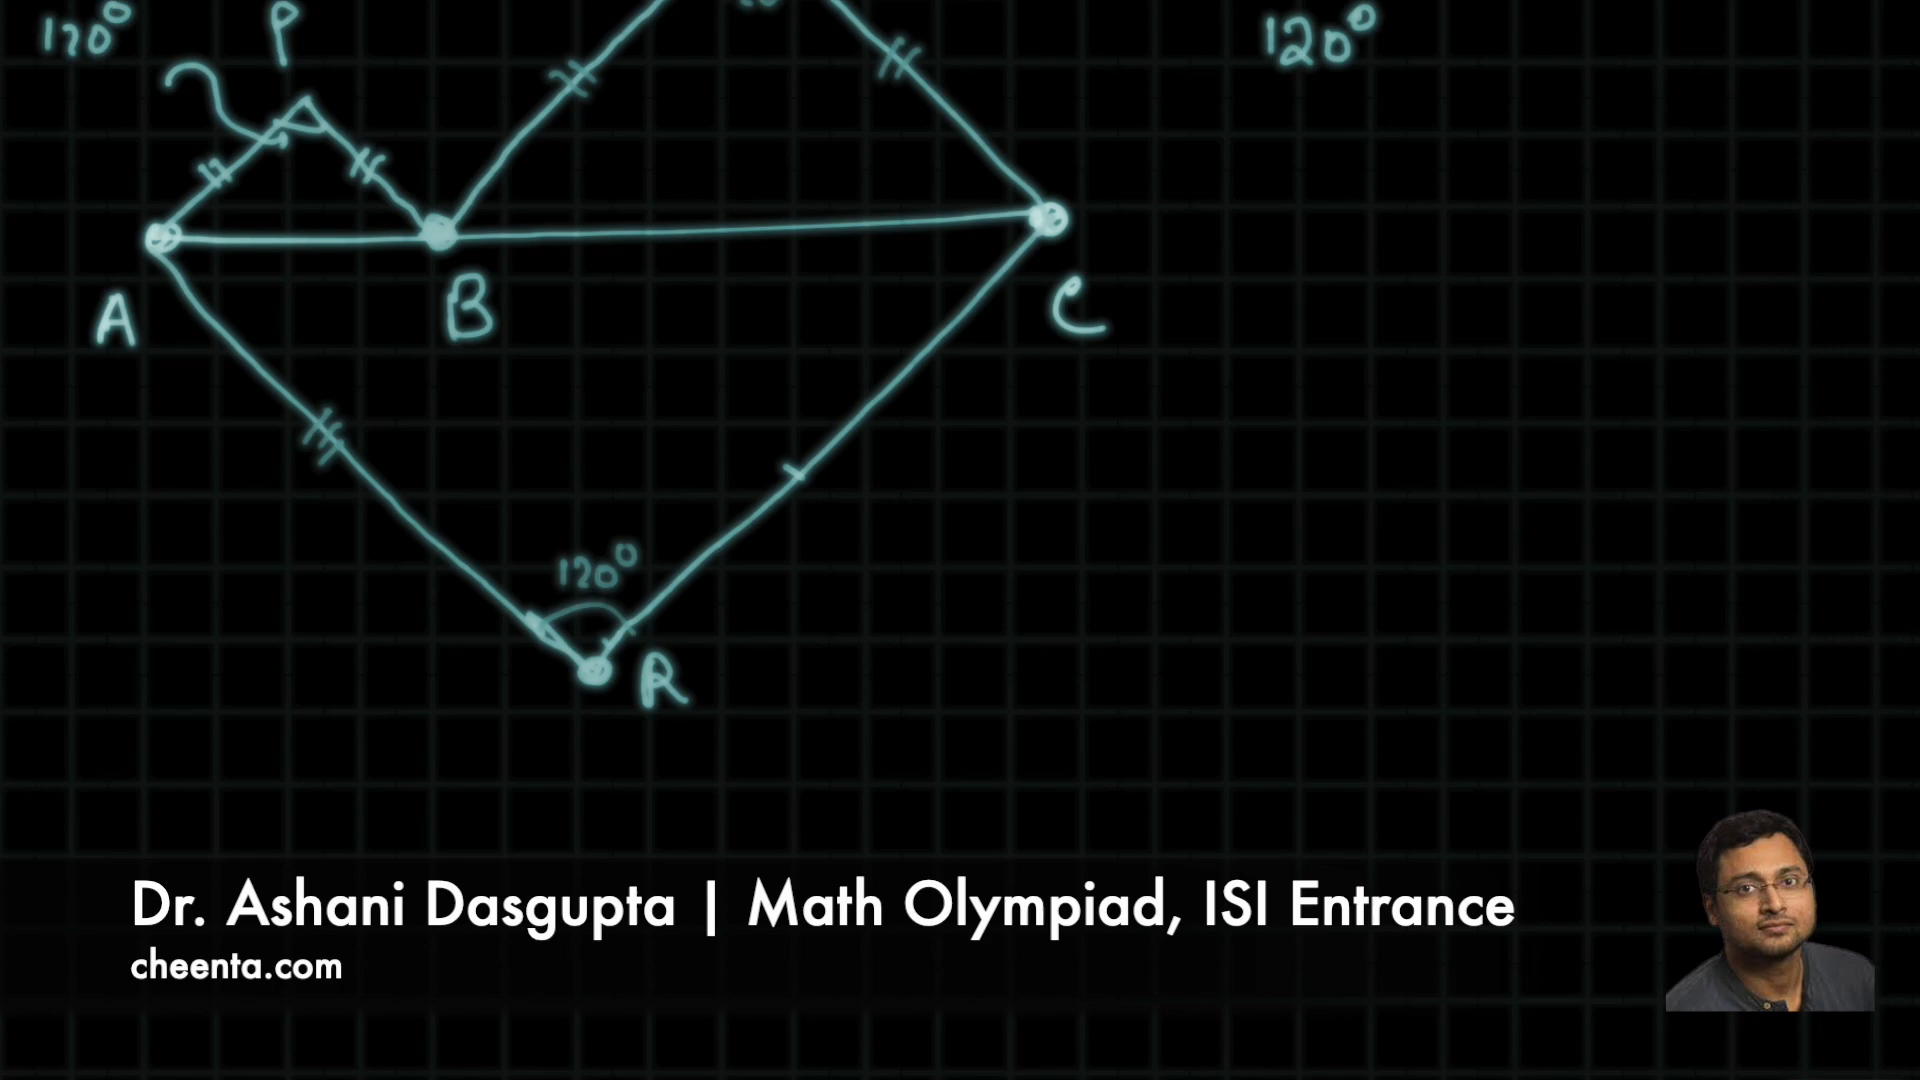 120°
P
120°
A
B
C
120°
R
Dr. Ashani Dasgupta | Math Olympiad, ISI Entrance
cheenta.com